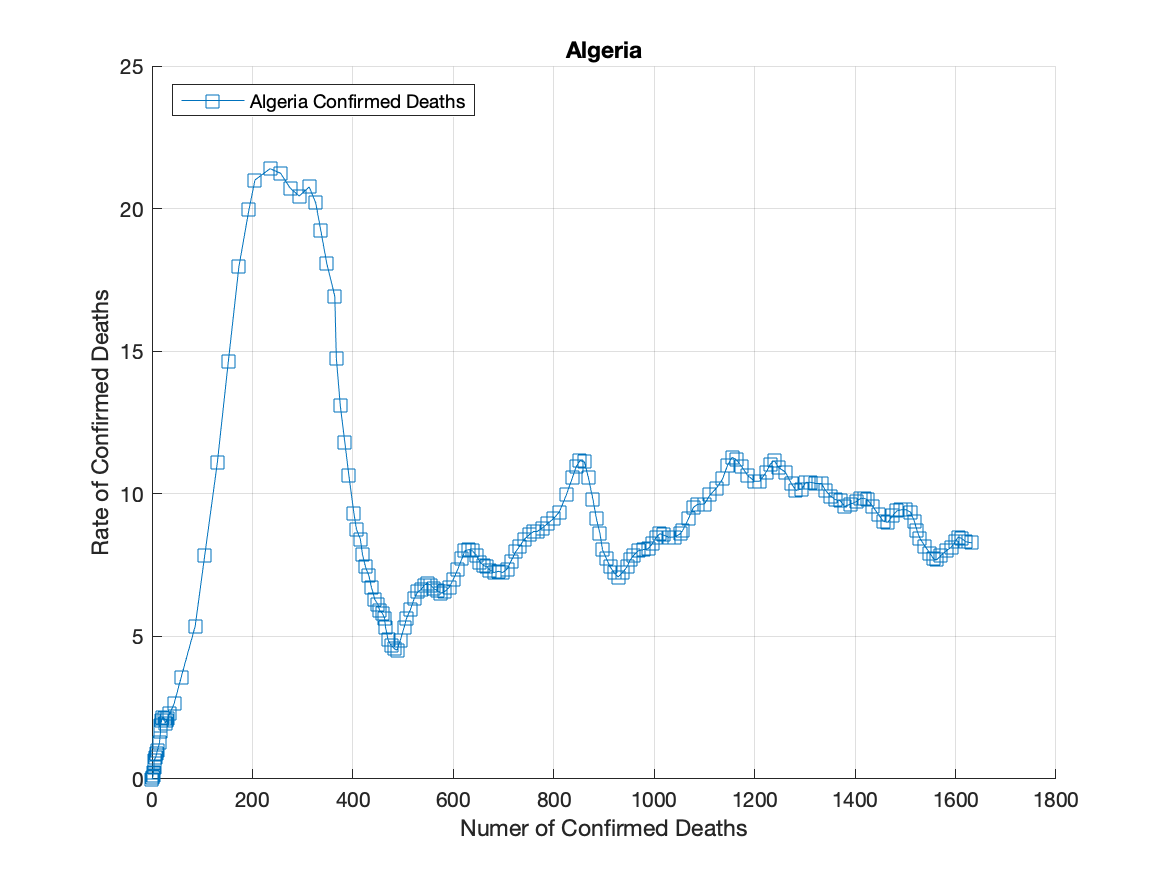 Algeria
Algeria Confirmed Deaths
25
20
15
10
5
0
Rate of Confirmed Deaths
0 200 400 600 800 1000 1200 1400 1600 1800
Numer of Confirmed Deaths